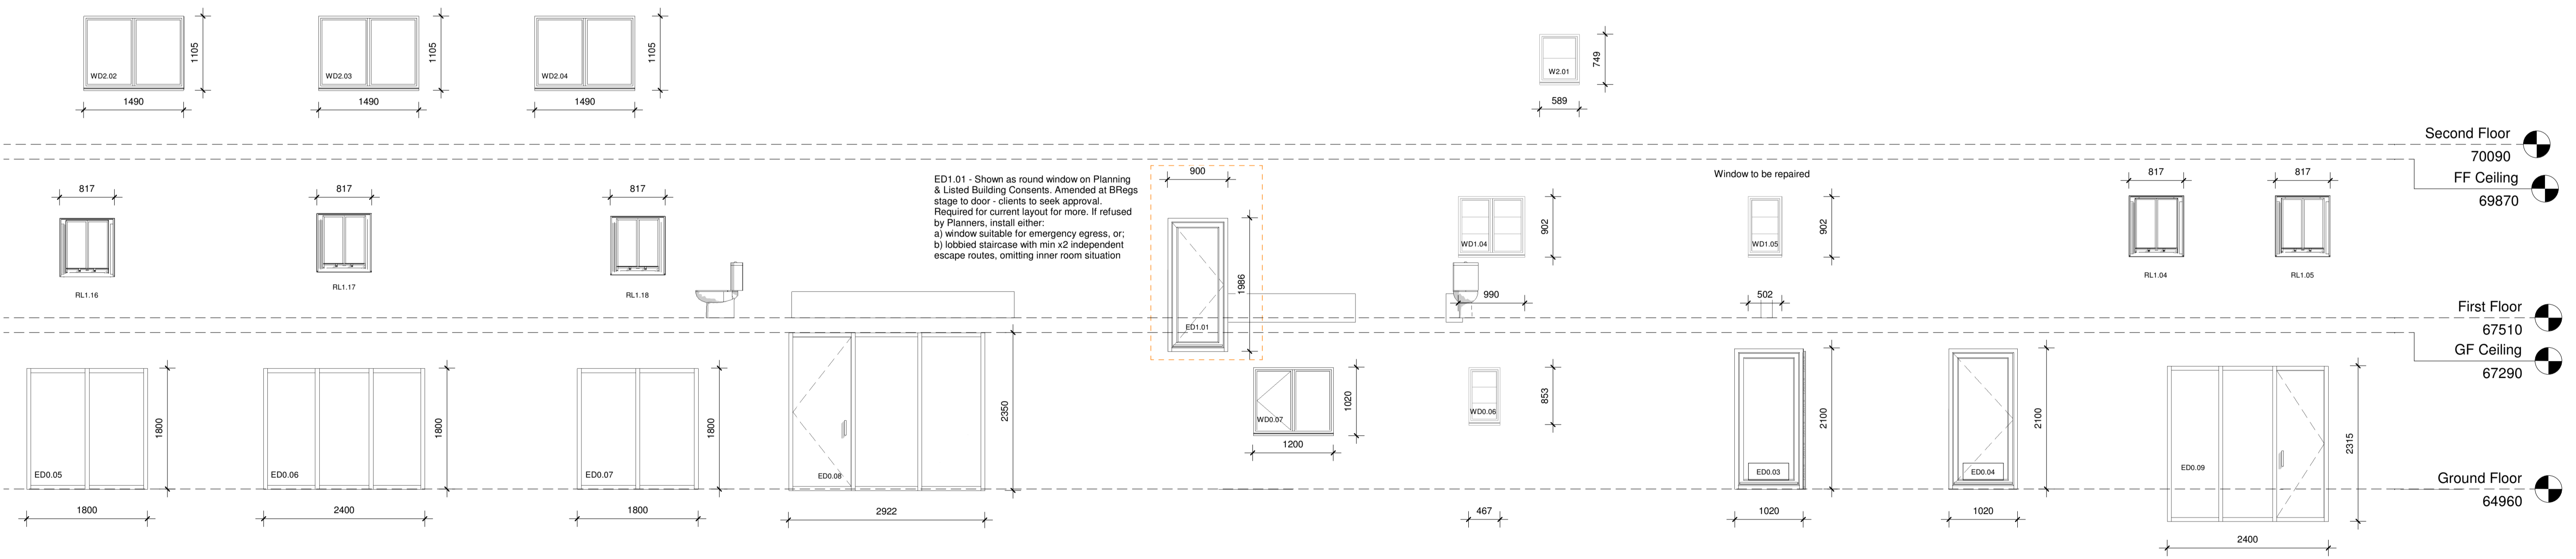 WD2.02
1105
1490
WD2.03
1105
1490
WD2.04
1105
1490
W2.01
749
589
Second Floor
70090
FF Ceiling
69870
817
RL1.16
817
RL1.17
817
RL1.18
ED1.01 - Shown as round window on Planning
& Listed Building Consents. Amended at BRegs
stage to door - clients to seek approval.
Required for current layout for more. If refused
by Planners, install either:
a) window suitable for emergency egress, or;
b) lobbied staircase with min x2 independent
escape routes, omitting inner room situation
900
1986
ED1.01
WD1.04
902
990
Window to be repaired
WD1.05
902
502
817
RL1.04
817
RL1.05
First Floor
67510
GF Ceiling
67290
ED0.05
1800
1800
ED0.06
1800
2400
ED0.07
1800
1800
ED0.08
2350
2922
WD0.07
1020
1200
WD0.06
853
467
ED0.03
2100
1020
ED0.04
2100
1020
ED0.09
2315
2400
Ground Floor
64960